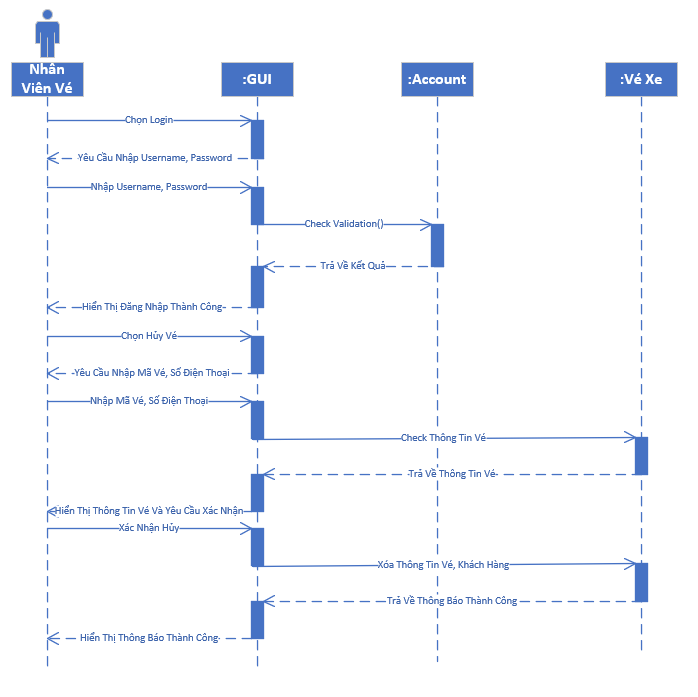 Nhân
Viên Vé
:GUI
:Account
:Vé Xe
Chọn Login
Yêu Cầu Nhập Username, Password
Nhập Username, Password
Check Validation()
Trả Về Kết Quả
Hiển Thị Đăng Nhập Thành Công
Chọn Hủy Vé
Yêu Cầu Nhập Mã Vé, Số Điện Thoại
Nhập Mã Vé, Số Điện Thoại
Check Thông Tin Vé
Trả Về Thông Tin Vé
Hiển Thị Thông Tin Vé Và Yêu Cầu Xác Nhận
Xác Nhận Hủy
Xóa Thông Tin Vé, Khách Hàng
Trả Về Thông Báo Thành Công
Hiển Thị Thông Báo Thành Công